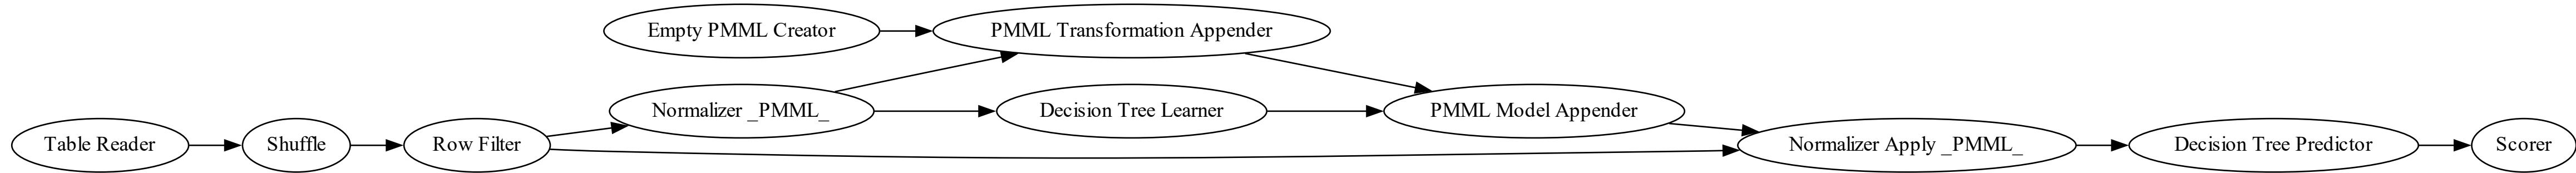 Empty PMML Creator
PMML Transformation Appender
Normalizer _PMML_
Decision Tree Learner
PMML Model Appender
Table Reader
Shuffle
Row Filter
Normalizer Apply _PMML_
Decision Tree Predictor
Scorer